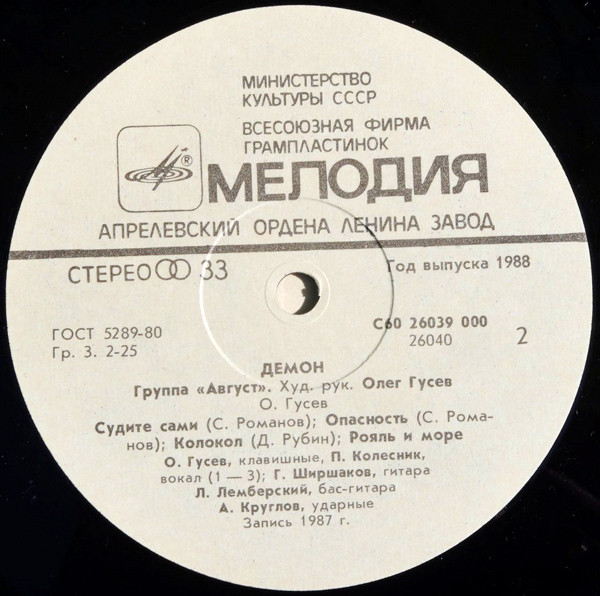 МИНИСТЕРСТВО
КУЛЬТУРЫ СССР
ВСЕСОЮЗНАЯ ФИРМА
ГРАМПЛАСТИНОК
®
МЕЛОДИЯ
АПРЕЛЕВСКИЙ ОРДЕНА ЛЕНИНА ЗАВОД
СТЕРЕО 33
Год выпуска 1988
ГОСТ 5289-80
Гр. 3. 2-25
С60 26039 000
26040
2
ДЕМОН
Группа «Август». Худ. рук. Олег Гусев
О. Гусев
Судите сами (С. Романов); Опасность (С. Рома-
нов); Колокол (Д. Рубин); Рояль и море
О. Гусев, клавишные, П. Колесник,
вокал (1 — 3); Г. Ширшаков, гитара
Л. Лемберский, бас-гитара
А. Круглов, ударные
Запись 1987 г.